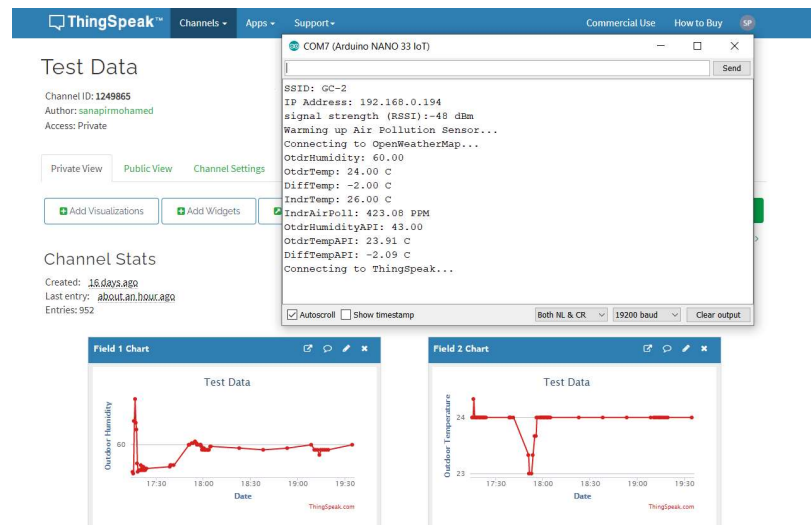 ThingSpeak™ Channels Apps Support Commercial Use How to Buy SP
Test Data
Channel ID: 1249865
Author: sanapirmohamed
Access: Private
Private View Public View Channel Settings
Add Visualizations Add Widgets
Channel Stats
Created: 16 days ago
Last entry: about an hour ago
Entries: 952
COM7 (Arduino NANO 33 IoT)
Send
SSID: GC-2
IP Address: 192.168.0.194
signal strength (RSSI):-48 dBm
Warming up Air Pollution Sensor...
Connecting to OpenWeatherMap...
OtdrHumidity: 60.00
OtdrTemp: 24.00 C
DiffTemp: -2.00 C
IndrTemp: 26.00 C
IndrAirPoll: 423.08 PPM
OtdrHumidityAPI: 43.00
OtdrTempAPI: 23.91 C
DiffTempAPI: -2.09 C
Connecting to ThingSpeak...
Autoscroll Show timestamp Both NL & CR 19200 baud Clear output
Field 1 Chart
Test Data
Outdoor Humidity
60
17:30 18:00 18:30 19:00 19:30
Date
ThingSpeak.com
Field 2 Chart
Test Data
Outdoor Temperature
24
23
17:30 18:00 18:30 19:00 19:30
Date
ThingSpeak.com